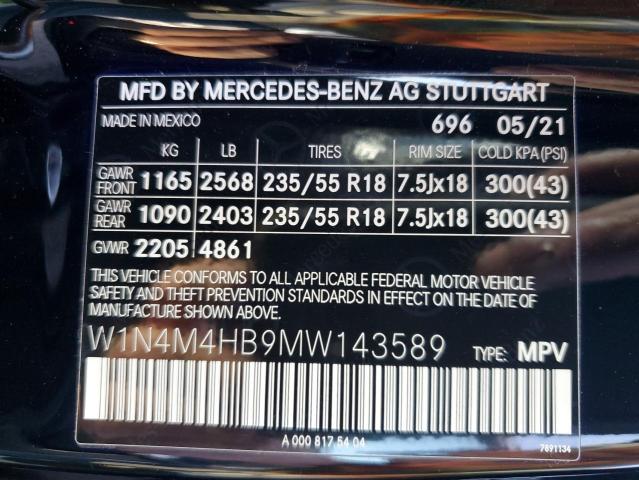 MFD BY MERCEDES-BENZ AG STUTTGART
MADE IN MEXICO 696 05/21
KG LB TIRES RIM SIZE COLD KPA(PSI)
GAWR FRONT 1165 2568 235/55 R18 7.5Jx18 300(43)
GAWR REAR 1090 2403 235/55 R18 7.5Jx18 300(43)
GVWR 2205 4861
THIS VEHICLE CONFORMS TO ALL APPLICABLE FEDERAL MOTOR VEHICLE
SAFETY AND THEFT PREVENTION STANDARDS IN EFFECT ON THE DATE OF
MANUFACTURE SHOWN ABOVE.
W1N4M4HB9MW143589 TYPE: MPV
A 000 817 54 04
7691134